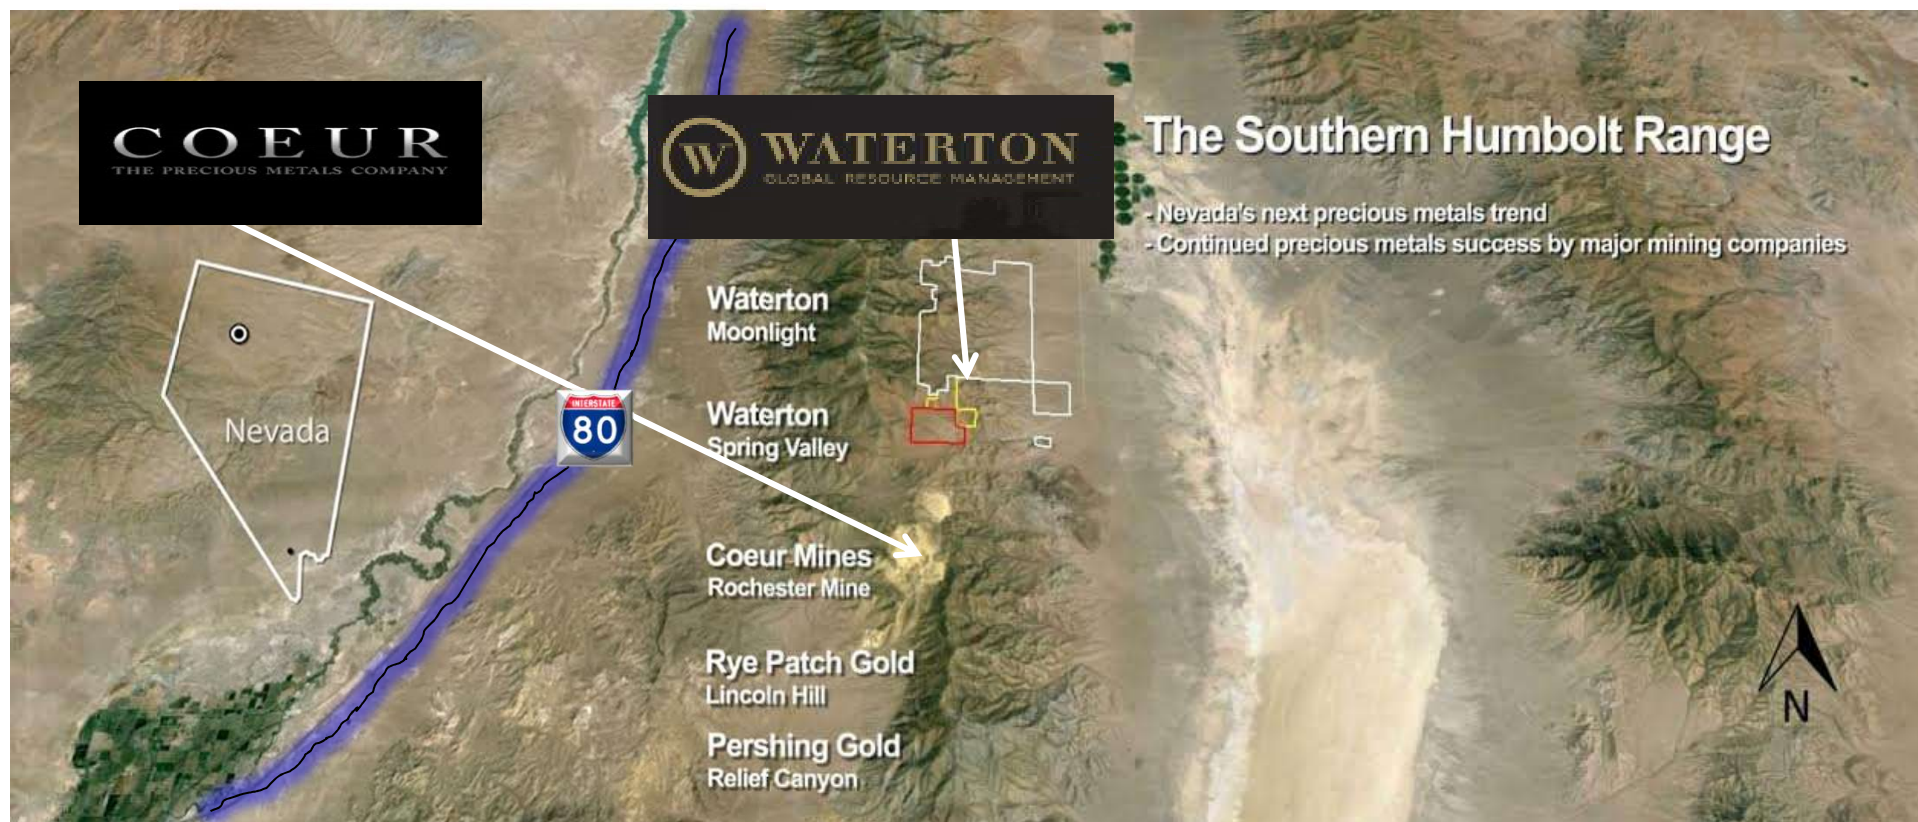 COEUR
THE PRECIOUS METALS COMPANY
W
WATERTON
GLOBAL RESOURCE MANAGEMENT
The Southern Humbolt Range
- Nevada's next precious metals trend
- Continued precious metals success by major mining companies
Nevada
INTERSTATE
80
Waterton
Moonlight
Waterton
Spring Valley
Coeur Mines
Rochester Mine
Rye Patch Gold
Lincoln Hill
Pershing Gold
Relief Canyon
N